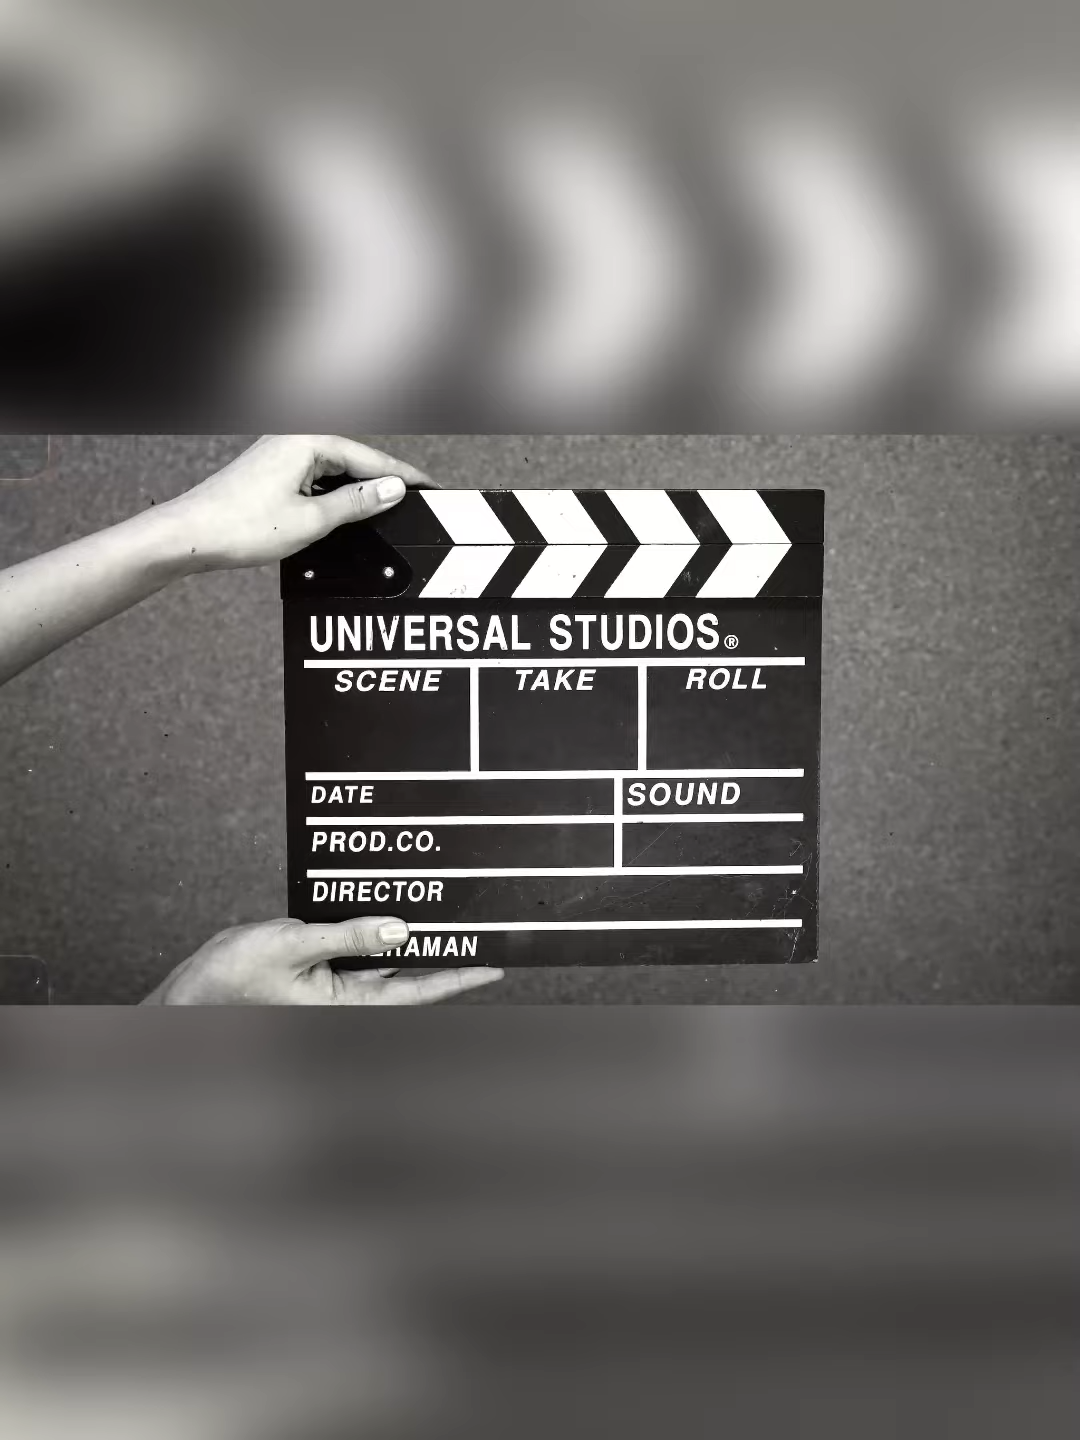 UNIVERSAL STUDIOS®
SCENE TAKE ROLL
DATE SOUND
PROD.CO.
DIRECTOR